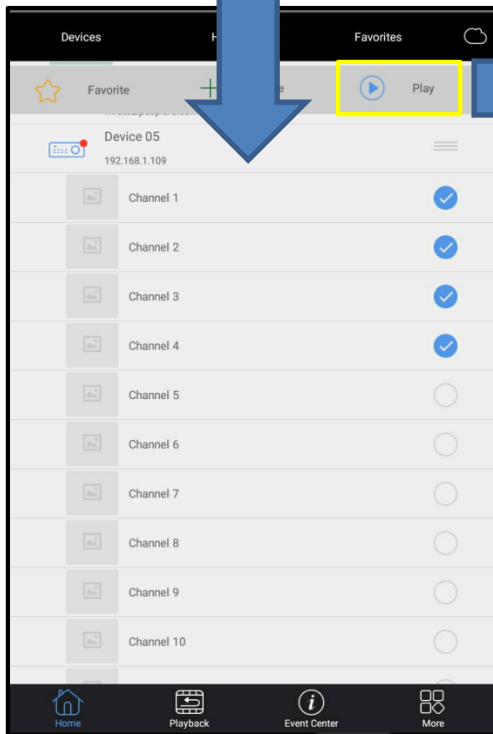 Devices
Favorites
Favorite
Play
Device 05
192.168.1.109
Channel 1
Channel 2
Channel 3
Channel 4
Channel 5
Channel 6
Channel 7
Channel 8
Channel 9
Channel 10
Home
Playback
Event Center
More